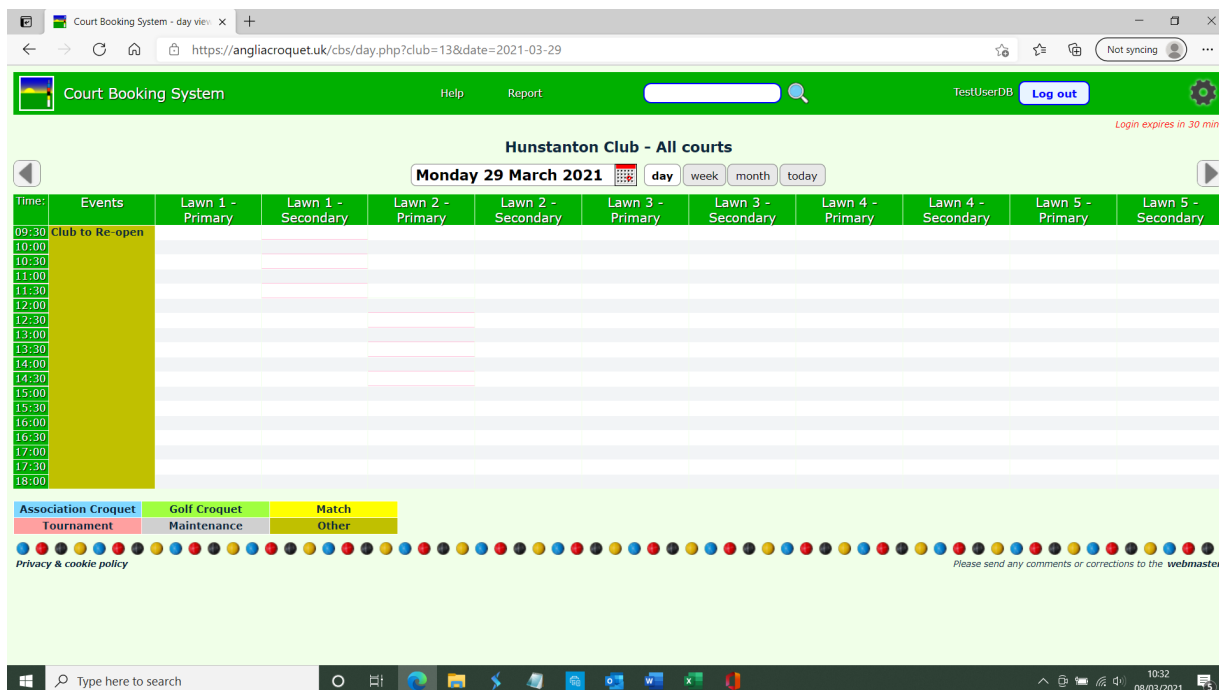 Court Booking System - day view
https://angliacroquet.uk/cbs/day.php?club=13&date=2021-03-29
Not syncing
Court Booking System
Help
Report
TestUserDB
Log out
Login expires in 30 min
Hunstanton Club - All courts
Monday 29 March 2021
day
week
month
today
Time:
Events
Lawn 1 -
Primary
Lawn 1 -
Secondary
Lawn 2 -
Primary
Lawn 2 -
Secondary
Lawn 3 -
Primary
Lawn 3 -
Secondary
Lawn 4 -
Primary
Lawn 4 -
Secondary
Lawn 5 -
Primary
Lawn 5 -
Secondary
09:30 Club to Re-open
10:00
10:30
11:00
11:30
12:00
12:30
13:00
13:30
14:00
14:30
15:00
15:30
16:00
16:30
17:00
17:30
18:00
Association Croquet
Golf Croquet
Match
Tournament
Maintenance
Other
Privacy & cookie policy
Please send any comments or corrections to the webmaster
Type here to search
10:32
08/03/2021
5